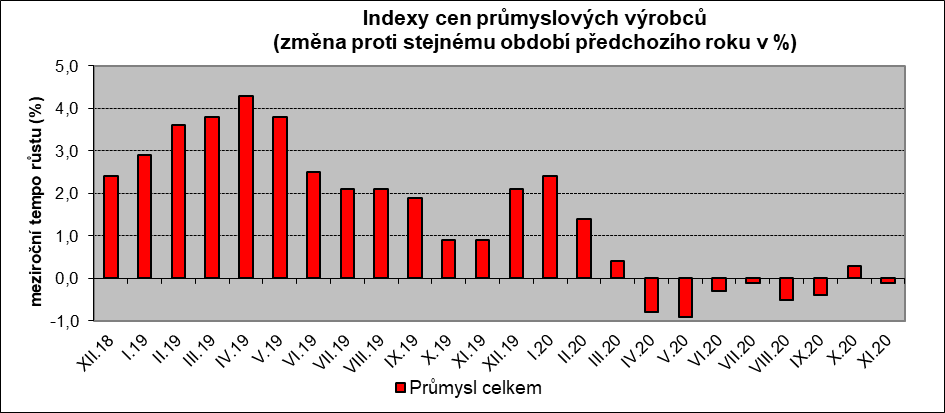 Indexy cen průmyslových výrobců
(změna proti stejnému období předchozího roku v %)
meziroční tempo růstu (%)
5,0
4,0
3,0
2,0
1,0
0,0
-1,0
XII.18
I.19
II.19
III.19
IV.19
V.19
VI.19
VII.19
VIII.19
IX.19
X.19
XI.19
XII.19
I.20
II.20
III.20
IV.20
V.20
VI.20
VII.20
VIII.20
IX.20
X.20
XI.20
Průmysl celkem